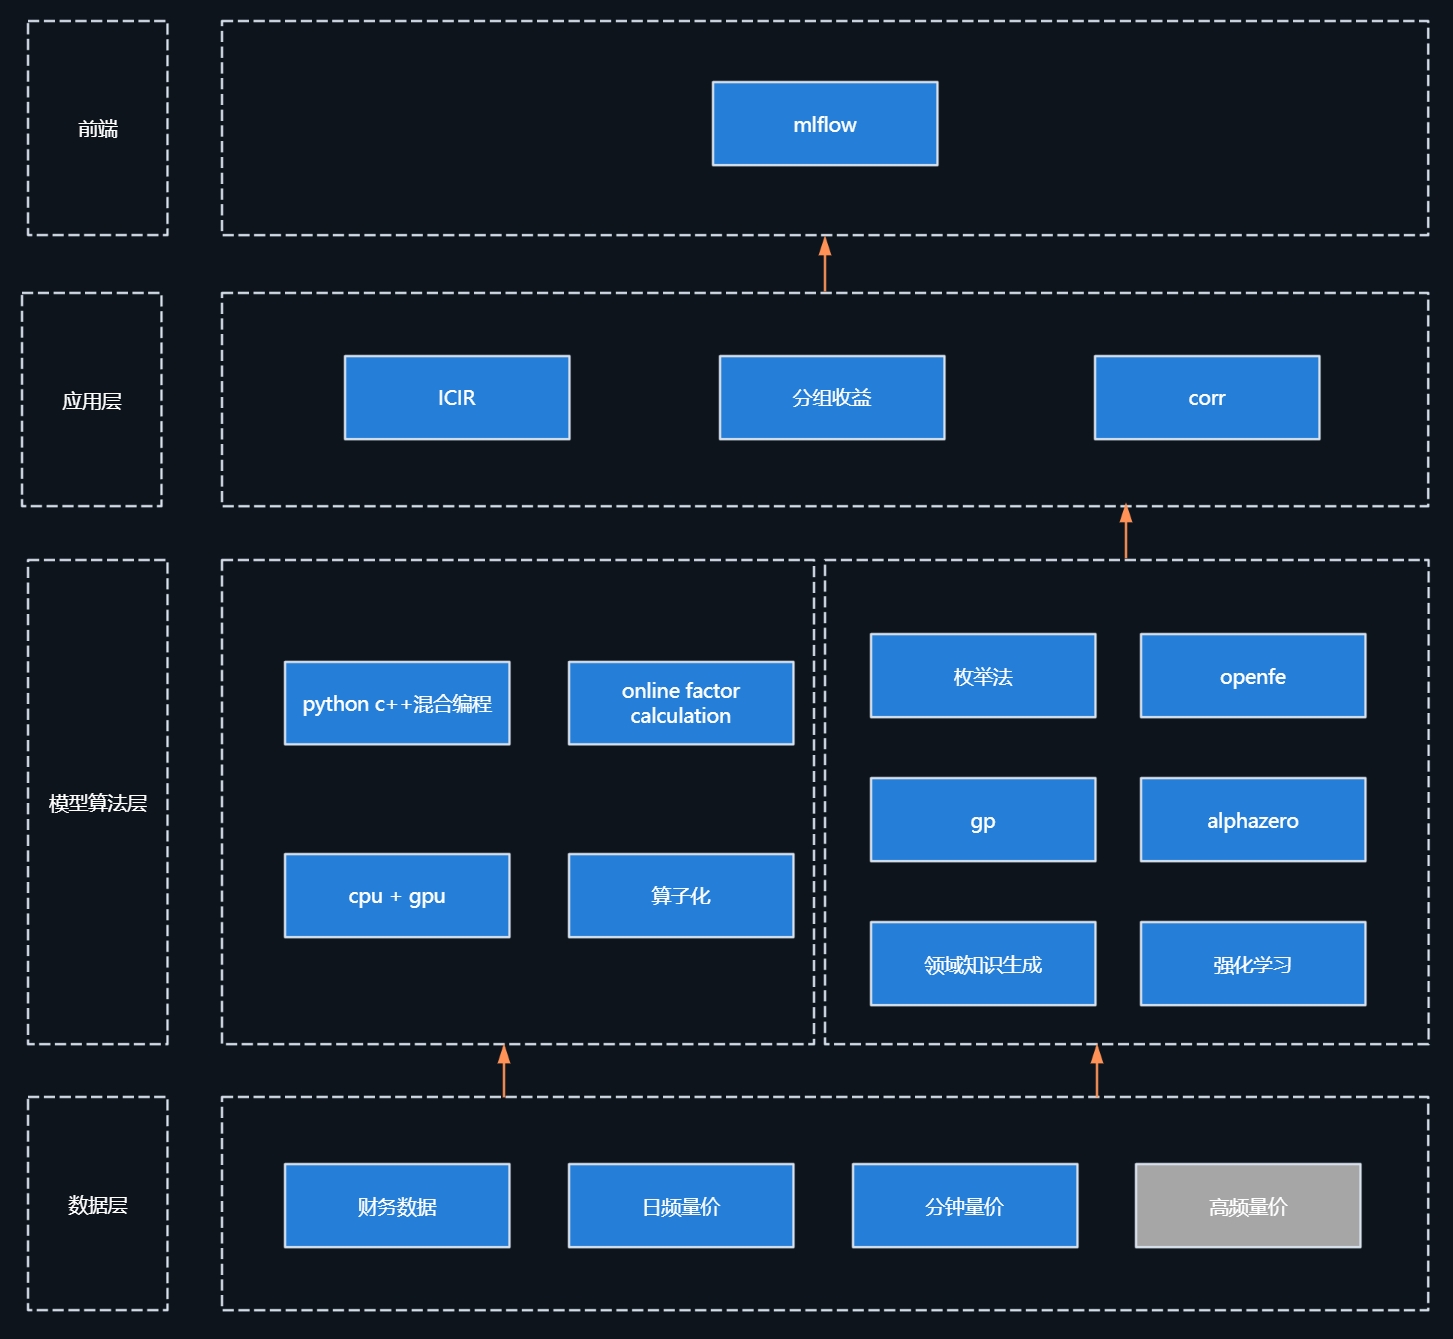 前端
mlflow
应用层
ICIR
分组收益
corr
模型算法层
python c++混合编程
online factor
calculation
cpu + gpu
算子化
枚举法
openfe
gp
alphazero
领域知识生成
强化学习
数据层
财务数据
日频量价
分钟量价
高频量价